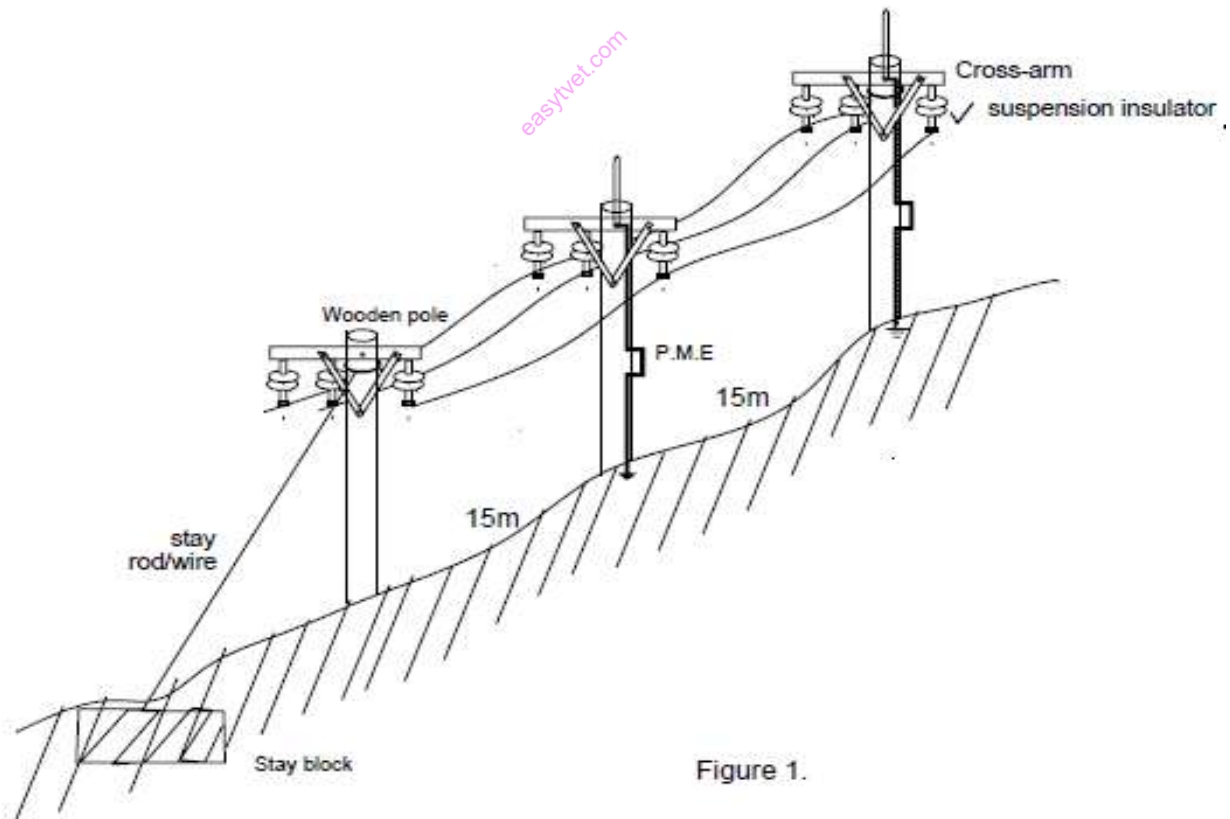 easytvet.com
Cross-arm
suspension insulator
Wooden pole
P.M.E
15m
15m
stay
rod/wire
Stay block
Figure 1.